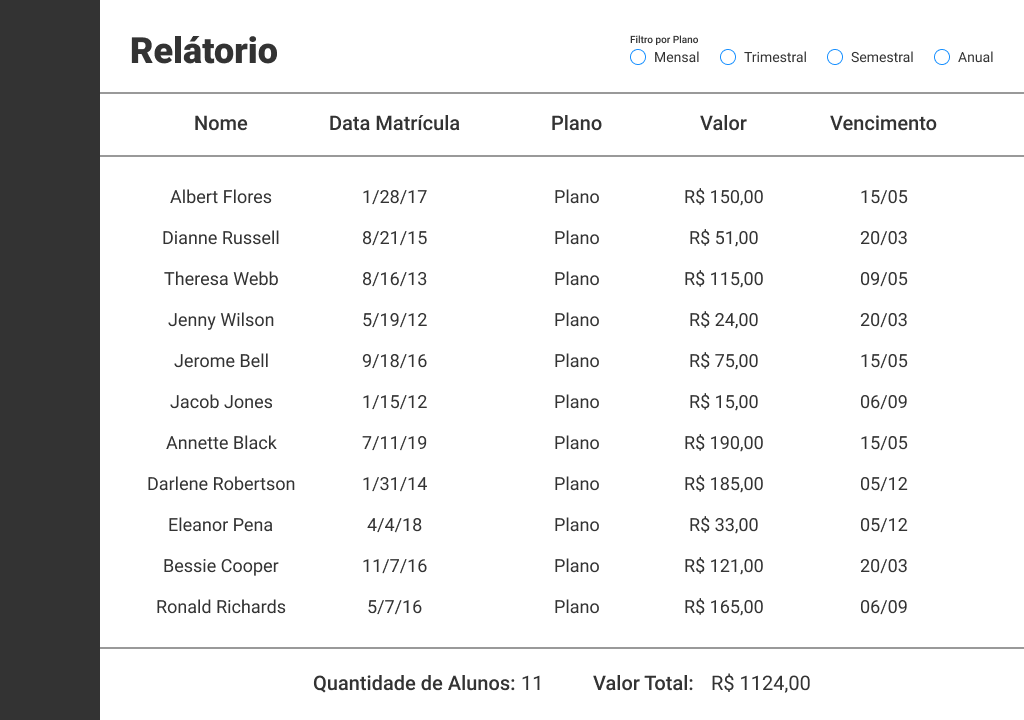 Relátorio
Filtro por Plano
Mensal Trimestral Semestral Anual
Nome Data Matrícula Plano Valor Vencimento
Albert Flores 1/28/17 Plano R$ 150,00 15/05
Dianne Russell 8/21/15 Plano R$ 51,00 20/03
Theresa Webb 8/16/13 Plano R$ 115,00 09/05
Jenny Wilson 5/19/12 Plano R$ 24,00 20/03
Jerome Bell 9/18/16 Plano R$ 75,00 15/05
Jacob Jones 1/15/12 Plano R$ 15,00 06/09
Annette Black 7/11/19 Plano R$ 190,00 15/05
Darlene Robertson 1/31/14 Plano R$ 185,00 05/12
Eleanor Pena 4/4/18 Plano R$ 33,00 05/12
Bessie Cooper 11/7/16 Plano R$ 121,00 20/03
Ronald Richards 5/7/16 Plano R$ 165,00 06/09
Quantidade de Alunos: 11 Valor Total: R$ 1124,00